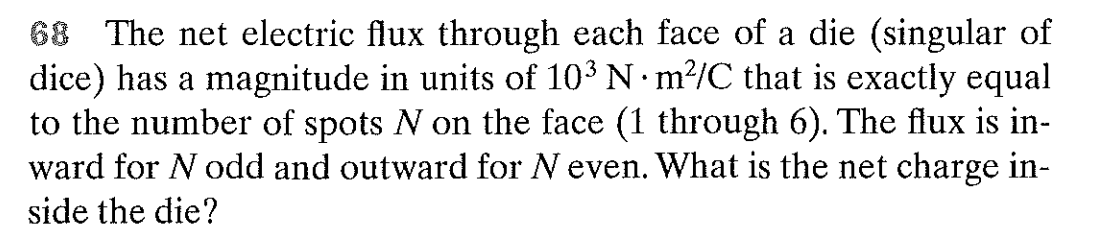 68 The net electric flux through each face of a die (singular of
dice) has a magnitude in units of 10³ N·m²/C that is exactly equal
to the number of spots N on the face (1 through 6). The flux is in-
ward for N odd and outward for N even. What is the net charge in-
side the die?